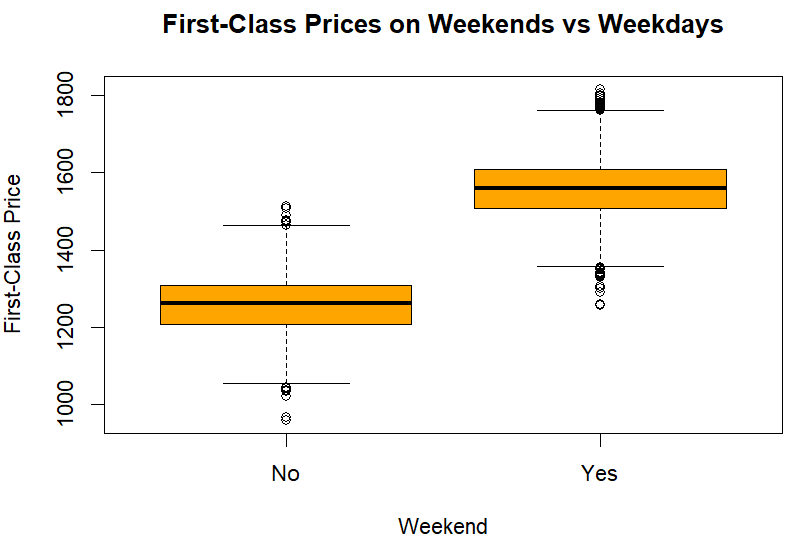 First-Class Prices on Weekends vs Weekdays
First-Class Price
1800
1600
1400
1200
1000
No
Yes
Weekend